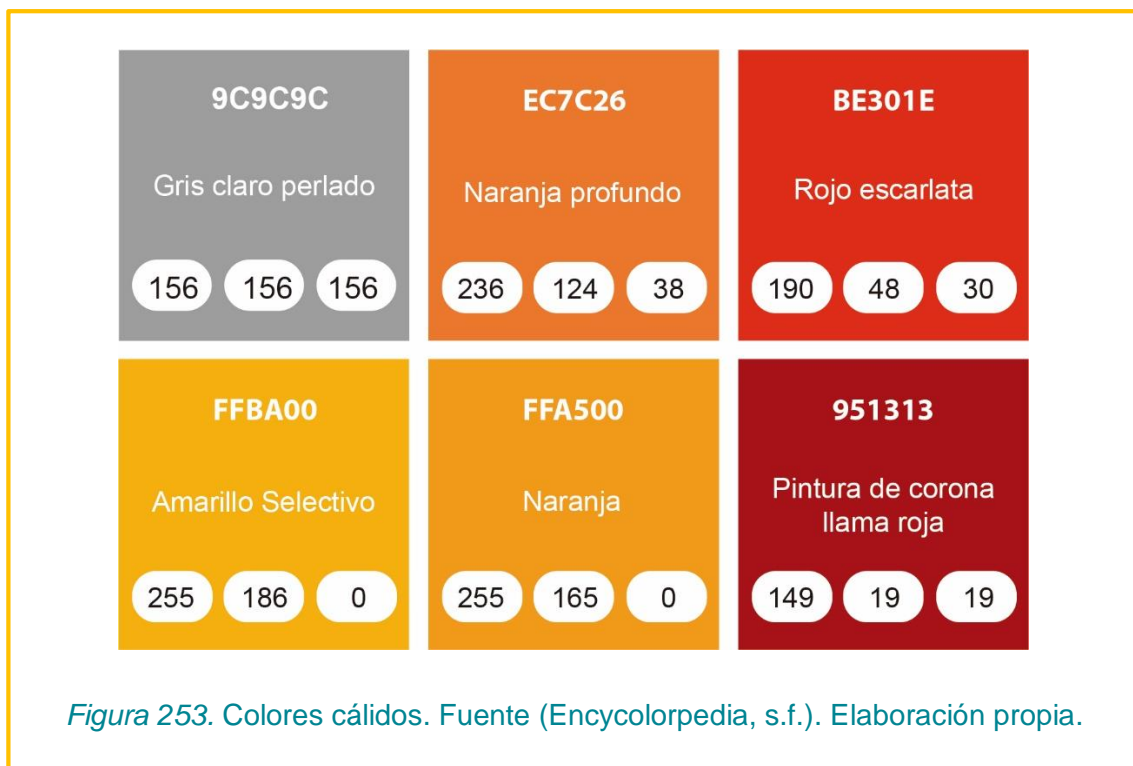 9C9C9C
Gris claro perlado
156 156 156
EC7C26
Naranja profundo
236 124 38
BE301E
Rojo escarlata
190 48 30
FFBA00
Amarillo Selectivo
255 186 0
FFA500
Naranja
255 165 0
951313
Pintura de corona
llama roja
149 19 19
Figura 253. Colores cálidos. Fuente (Encycolorpedia, s.f.). Elaboración propia.